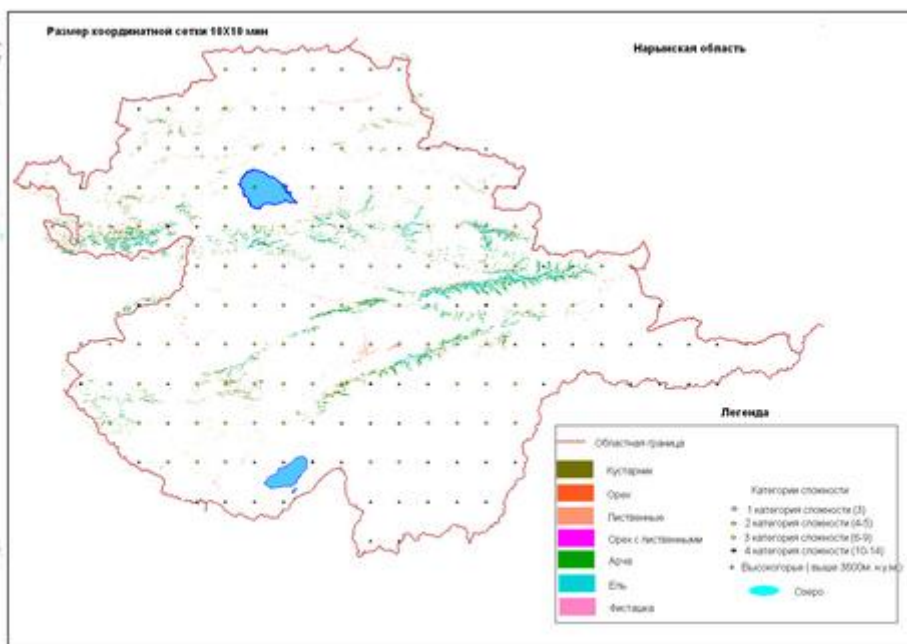 Размер координатной сетки 10X10 мин
Нарынская область
Легенда
Областная граница
Кустарник
Орех
Лиственные
Орех с лиственными
Арча
Ель
Фисташка
Категории сложности
1 категория сложности (3)
2 категория сложности (4-5)
3 категория сложности (6-9)
4 категория сложности (10-14)
Высокогорье ( выше 3600м. н.у.м.)
Озеро